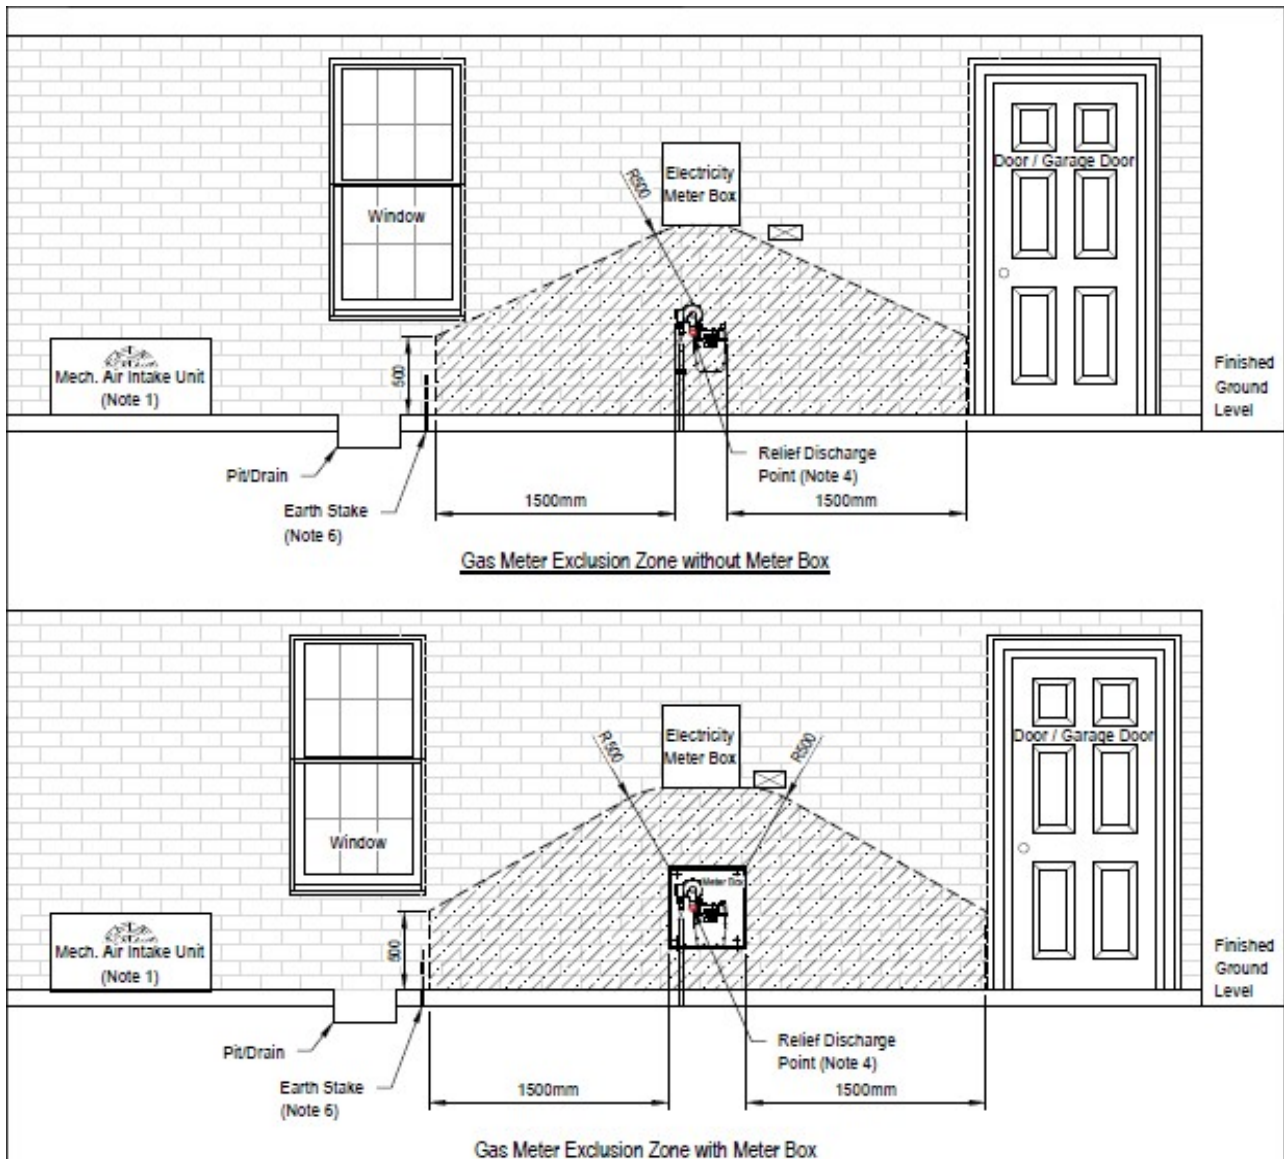 Electricity
Meter Box
R500
Door / Garage Door
Window
Mech. Air Intake Unit
(Note 1)
500
Finished
Ground
Level
Pit/Drain
Relief Discharge
Point (Note 4)
1500mm
1500mm
Earth Stake
(Note 6)
Gas Meter Exclusion Zone without Meter Box
Electricity
Meter Box
R500
R500
Door / Garage Door
Window
Meter Box
Mech. Air Intake Unit
(Note 1)
500
Finished
Ground
Level
Pit/Drain
Relief Discharge
Point (Note 4)
Earth Stake
(Note 6)
1500mm
1500mm
Gas Meter Exclusion Zone with Meter Box